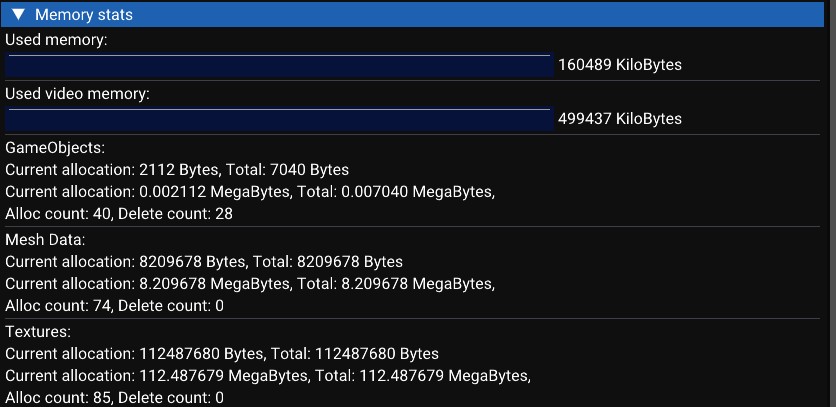 Memory stats
Used memory:
160489 KiloBytes
Used video memory:
499437 KiloBytes
GameObjects:
Current allocation: 2112 Bytes, Total: 7040 Bytes
Current allocation: 0.002112 MegaBytes, Total: 0.007040 MegaBytes,
Alloc count: 40, Delete count: 28
Mesh Data:
Current allocation: 8209678 Bytes, Total: 8209678 Bytes
Current allocation: 8.209678 MegaBytes, Total: 8.209678 MegaBytes,
Alloc count: 74, Delete count: 0
Textures:
Current allocation: 112487680 Bytes, Total: 112487680 Bytes
Current allocation: 112.487679 MegaBytes, Total: 112.487679 MegaBytes,
Alloc count: 85, Delete count: 0